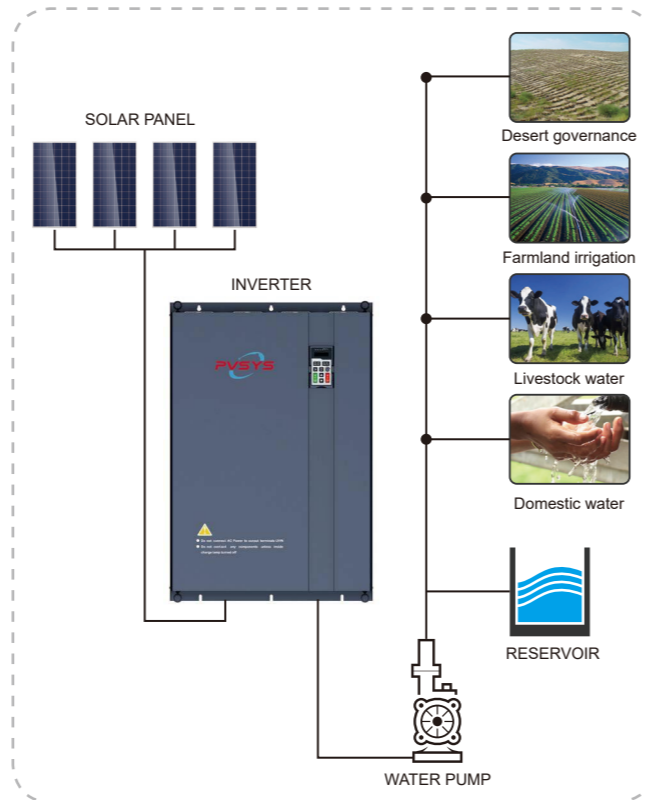 SOLAR PANEL
INVERTER
PVSYS
Desert governance
Farmland irrigation
Livestock water
Domestic water
RESERVOIR
WATER PUMP